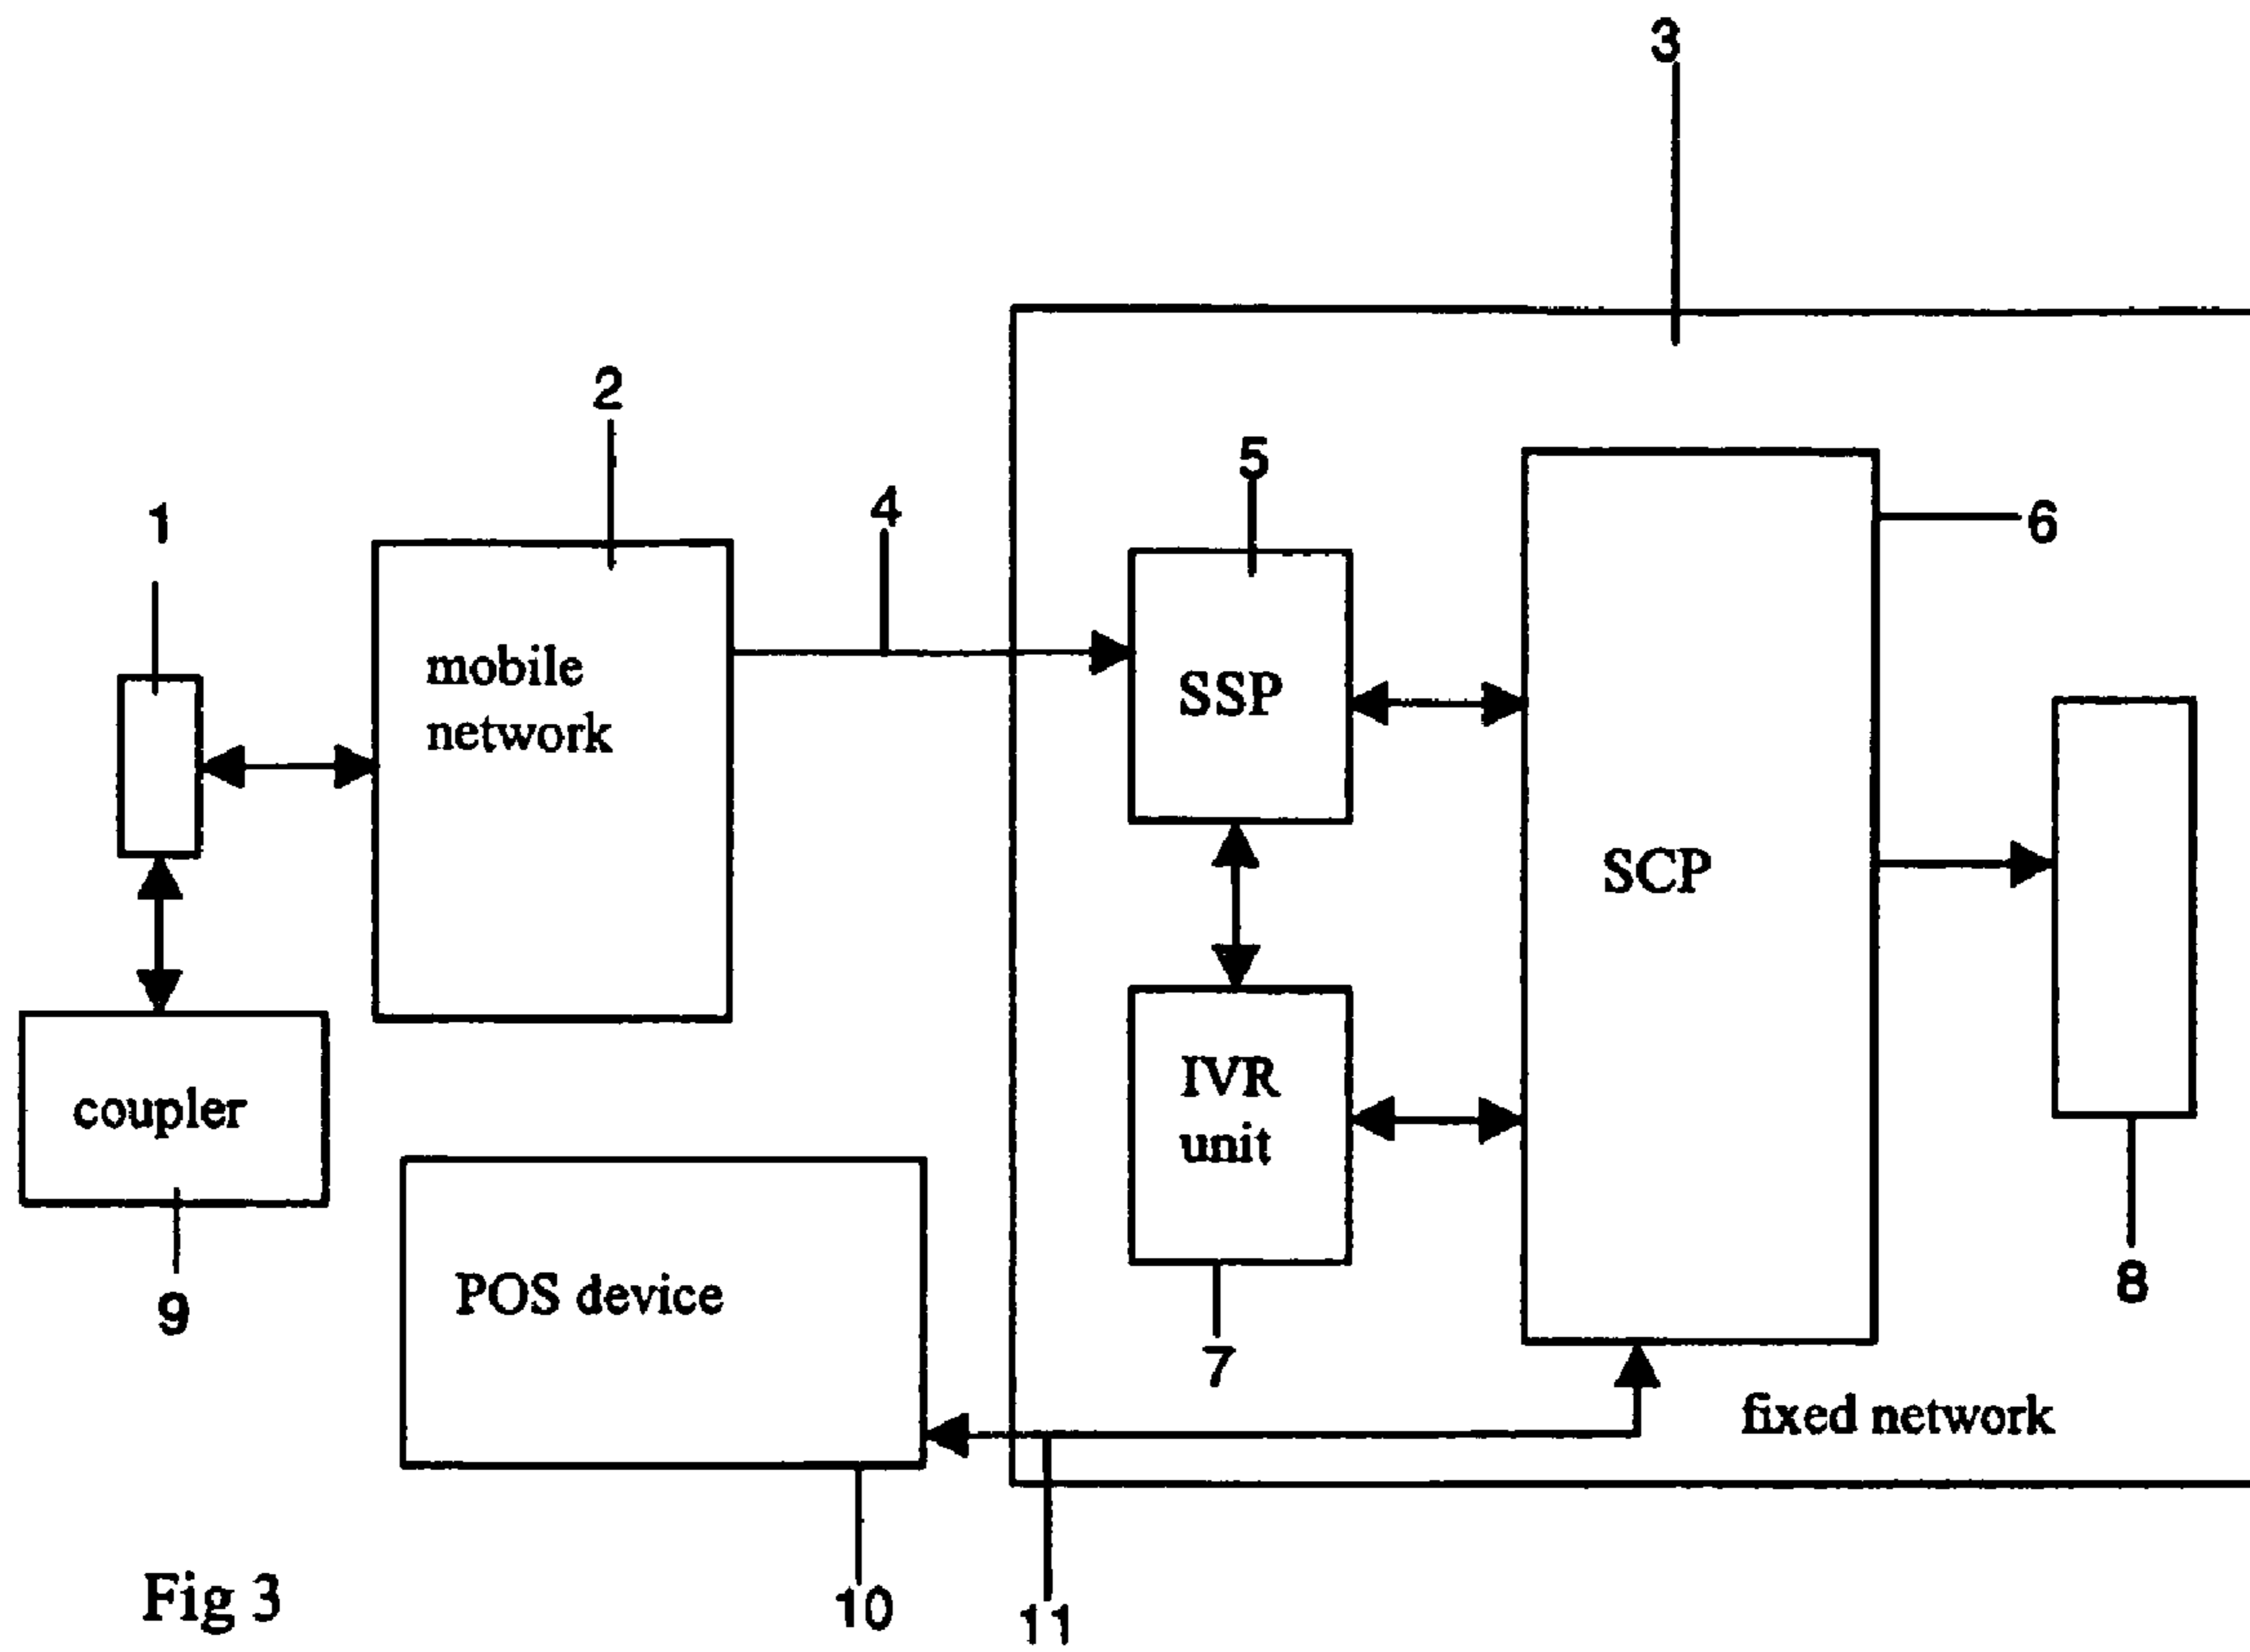 3
2
5
4
1
6
mobile
network
SSP
SCP
IVR
unit
coupler
8
POS device
9
7
fixed network
10
11
Fig 3